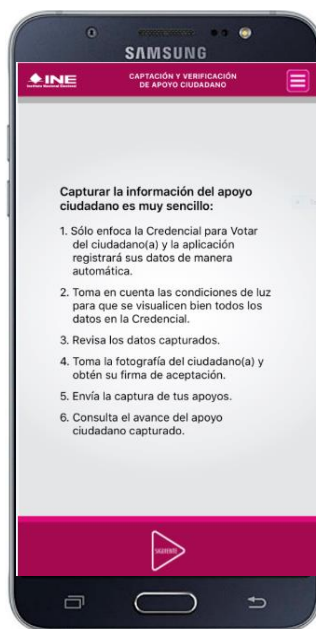 SAMSUNG
INE
Instituto Nacional Electoral
CAPTACIÓN Y VERIFICACIÓN
DE APOYO CIUDADANO
Capturar la información del apoyo
ciudadano es muy sencillo:
1. Sólo enfoca la Credencial para Votar
del ciudadano(a) y la aplicación
registrará sus datos de manera
automática.
2. Toma en cuenta las condiciones de luz
para que se visualicen bien todos los
datos en la Credencial.
3. Revisa los datos capturados.
4. Toma la fotografía del ciudadano(a) y
obtén su firma de aceptación.
5. Envía la captura de tus apoyos.
6. Consulta el avance del apoyo
ciudadano capturado.
SIGUIENTE